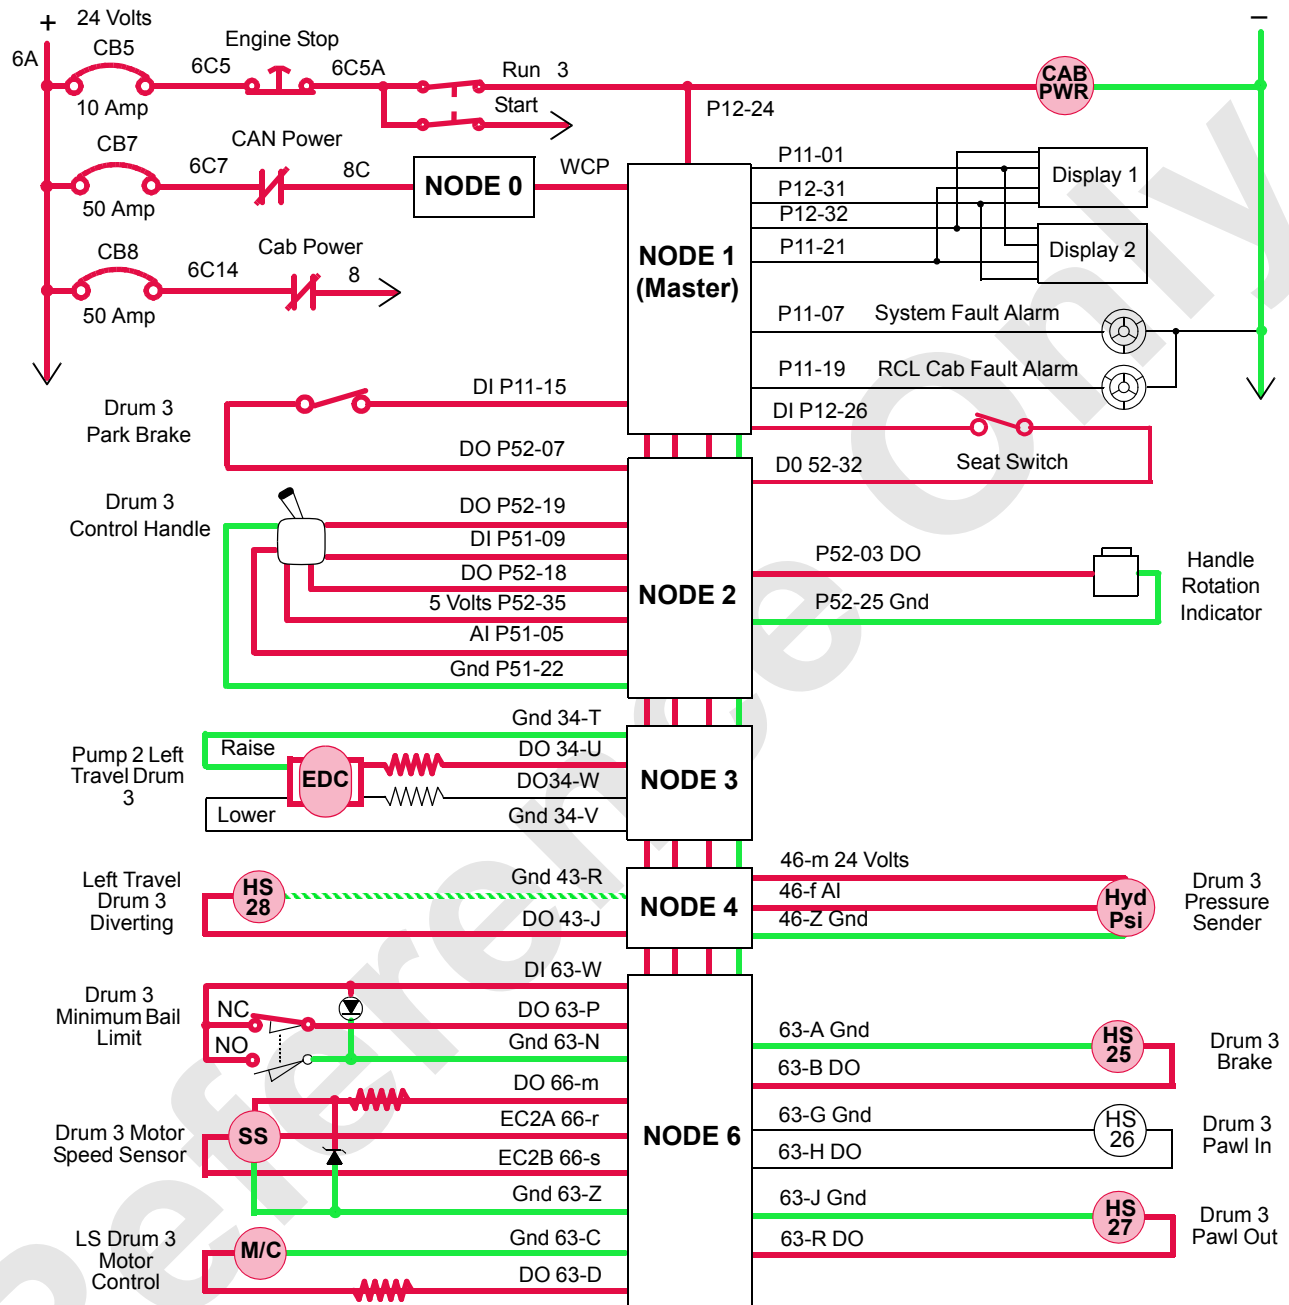 + 24 Volts −
6A
CB5
10 Amp
6C5
Engine Stop
6C5A
Run 3
Start
P12-24
CAB
PWR
CB7
50 Amp
6C7
CAN Power
8C
NODE 0
WCP
CB8
50 Amp
6C14
Cab Power
8
NODE 1
(Master)
P11-01
P12-31
P12-32
P11-21
Display 1
Display 2
P11-07 System Fault Alarm
P11-19 RCL Cab Fault Alarm
DI P12-26
Seat Switch
D0 52-32
Drum 3
Park Brake
DI P11-15
DO P52-07
Drum 3
Control Handle
DO P52-19
DI P51-09
DO P52-18
5 Volts P52-35
AI P51-05
Gnd P51-22
NODE 2
P52-03 DO
P52-25 Gnd
Handle
Rotation
Indicator
Pump 2 Left
Travel Drum
3
Raise
Lower
EDC
Gnd 34-T
DO 34-U
DO34-W
Gnd 34-V
NODE 3
Left Travel
Drum 3
Diverting
HS
28
Gnd 43-R
DO 43-J
NODE 4
46-m 24 Volts
46-f AI
46-Z Gnd
Hyd
Psi
Drum 3
Pressure
Sender
Drum 3
Minimum Bail
Limit
NC
NO
DI 63-W
DO 63-P
Gnd 63-N
Drum 3 Motor
Speed Sensor
SS
DO 66-m
EC2A 66-r
EC2B 66-s
Gnd 63-Z
LS Drum 3
Motor
Control
M/C
Gnd 63-C
DO 63-D
NODE 6
63-A Gnd
63-B DO
HS
25
Drum 3
Brake
63-G Gnd
63-H DO
HS
26
Drum 3
Pawl In
63-J Gnd
63-R DO
HS
27
Drum 3
Pawl Out
Reference Only